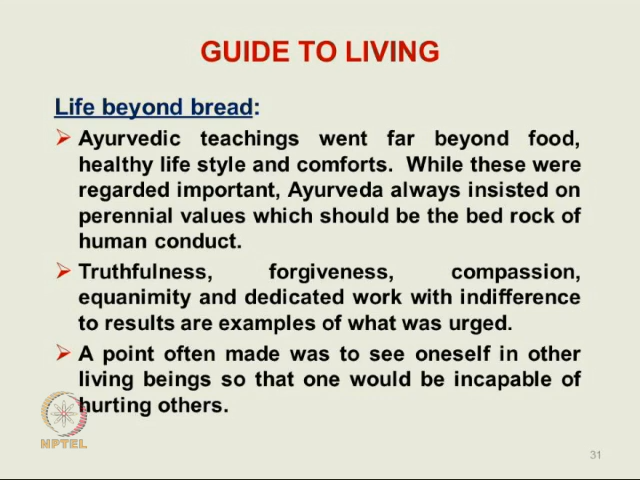 GUIDE TO LIVING
Life beyond bread:
Ayurvedic teachings went far beyond food,
healthy life style and comforts. While these were
regarded important, Ayurveda always insisted on
perennial values which should be the bed rock of
human conduct.
Truthfulness, forgiveness, compassion,
equanimity and dedicated work with indifference
to results are examples of what was urged.
A point often made was to see oneself in other
living beings so that one would be incapable of
hurting others.
NPTEL
31